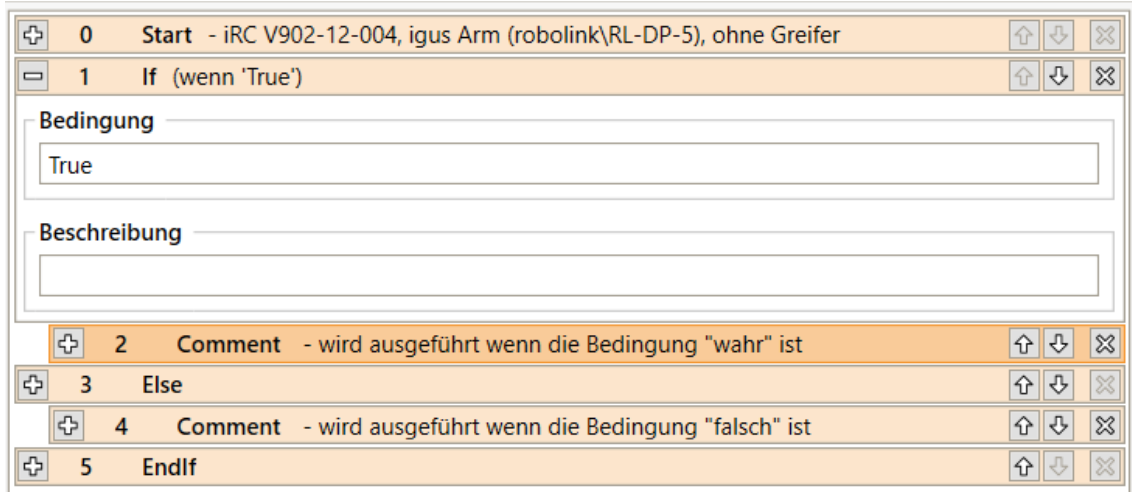 0 Start - iRC V902-12-004, igus Arm (robolink\RL-DP-5), ohne Greifer
1 If (wenn 'True')
Bedingung
True
Beschreibung
2 Comment - wird ausgeführt wenn die Bedingung "wahr" ist
3 Else
4 Comment - wird ausgeführt wenn die Bedingung "falsch" ist
5 EndIf